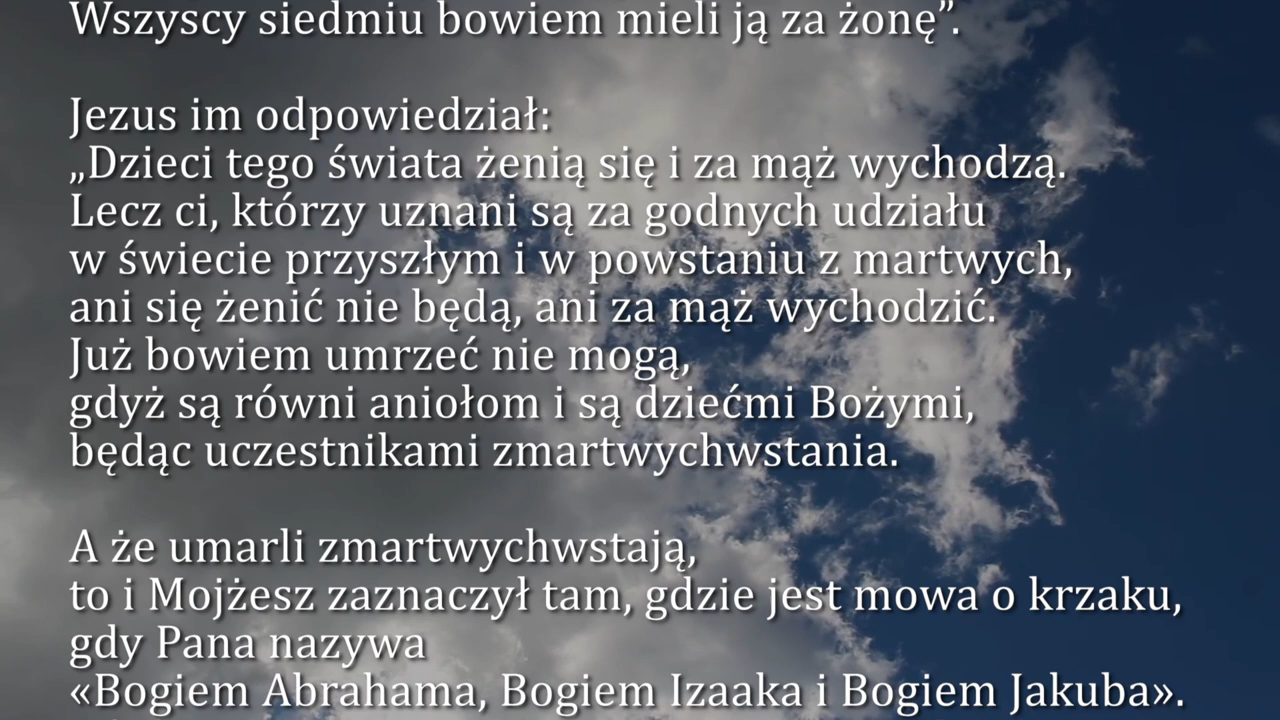 Wszyscy siedmiu bowiem mieli ją za żonę”.
Jezus im odpowiedział:
„Dzieci tego świata żenią się i za mąż wychodzą.
Lecz ci, którzy uznani są za godnych udziału
w świecie przyszłym i w powstaniu z martwych,
ani się żenić nie będą, ani za mąż wychodzić.
Już bowiem umrzeć nie mogą,
gdyż są równi aniołom i są dziećmi Bożymi,
będąc uczestnikami zmartwychwstania.
A że umarli zmartwychwstają,
to i Mojżesz zaznaczył tam, gdzie jest mowa o krzaku,
gdy Pana nazywa
«Bogiem Abrahama, Bogiem Izaaka i Bogiem Jakuba».